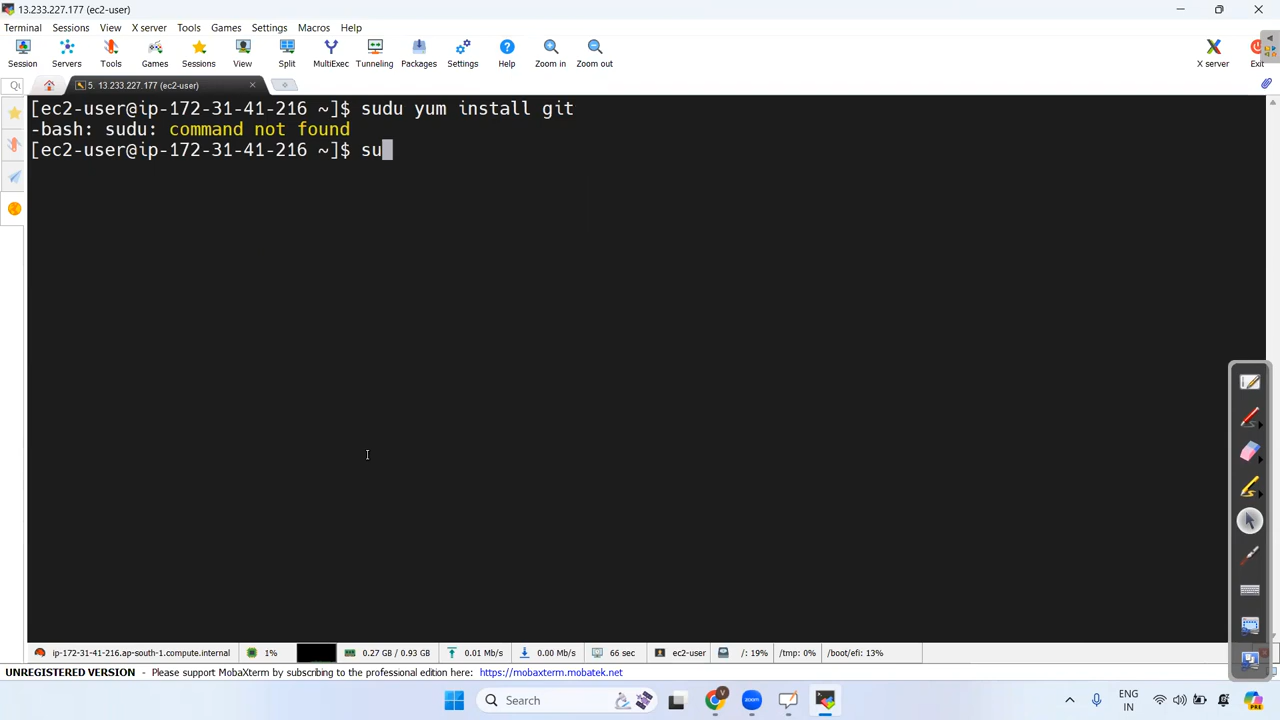 13.233.227.177 (ec2-user)
Terminal Sessions View X server Tools Games Settings Macros Help
Session Servers Tools Games Sessions View Split MultiExec Tunneling Packages Settings Help Zoom in Zoom out X server Exit
5. 13.233.227.177 (ec2-user)
[ec2-user@ip-172-31-41-216 ~]$ sudu yum install git
-bash: sudu: command not found
[ec2-user@ip-172-31-41-216 ~]$ su
ip-172-31-41-216.ap-south-1.compute.internal 1% 0.27 GB / 0.93 GB 0.01 Mb/s 0.00 Mb/s 66 sec ec2-user /: 19% /tmp: 0% /boot/efi: 13%
UNREGISTERED VERSION - Please support MobaXterm by subscribing to the professional edition here: https://mobaxterm.mobatek.net
Search
ENG
IN
PRE